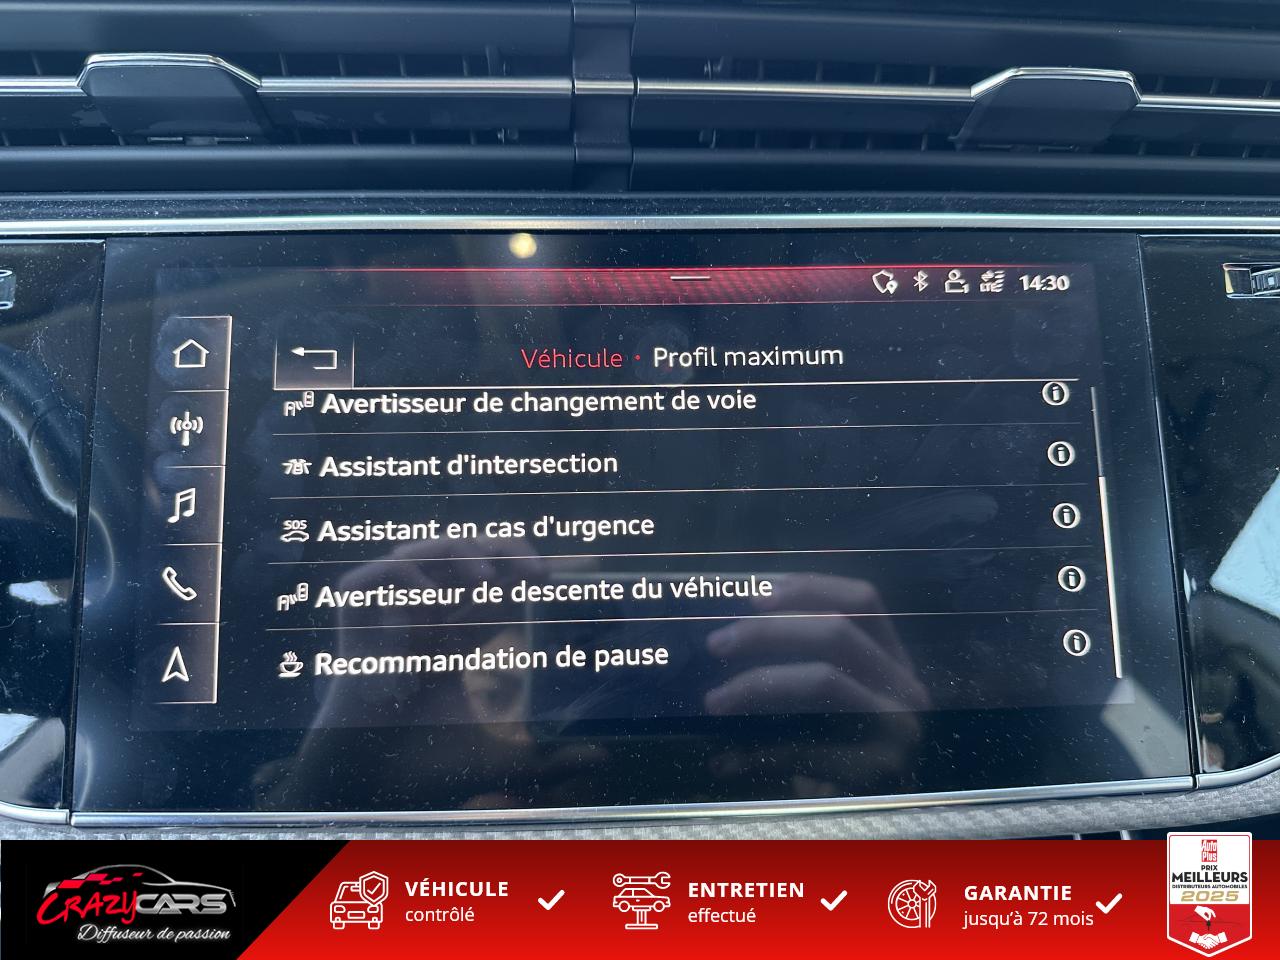 LTE 14:30
Véhicule • Profil maximum
Avertisseur de changement de voie
Assistant d'intersection
SOS Assistant en cas d'urgence
Avertisseur de descente du véhicule
Recommandation de pause
CRAZYCARS
Diffuseur de passion
VÉHICULE
contrôlé
ENTRETIEN
effectué
GARANTIE
jusqu'à 72 mois
Auto Plus
PRIX
MEILLEURS
DISTRIBUTEURS AUTOMOBILES
2025